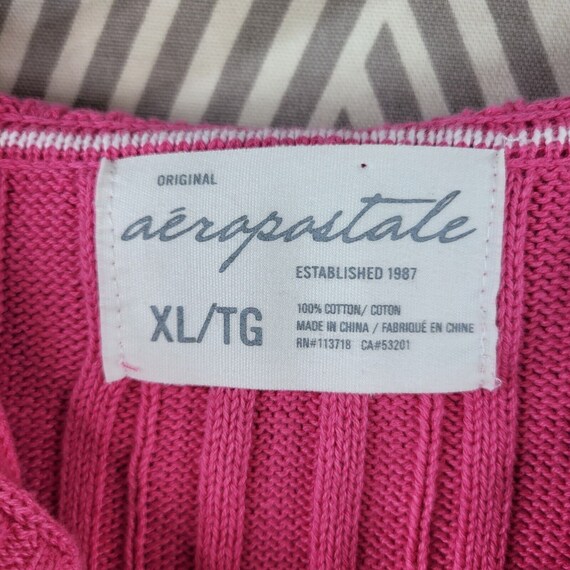 ORIGINAL
aéropostale
ESTABLISHED 1987
XL/TG
100% COTTON/ COTON
MADE IN CHINA / FABRIQUÉ EN CHINE
RN#113718 CA#53201